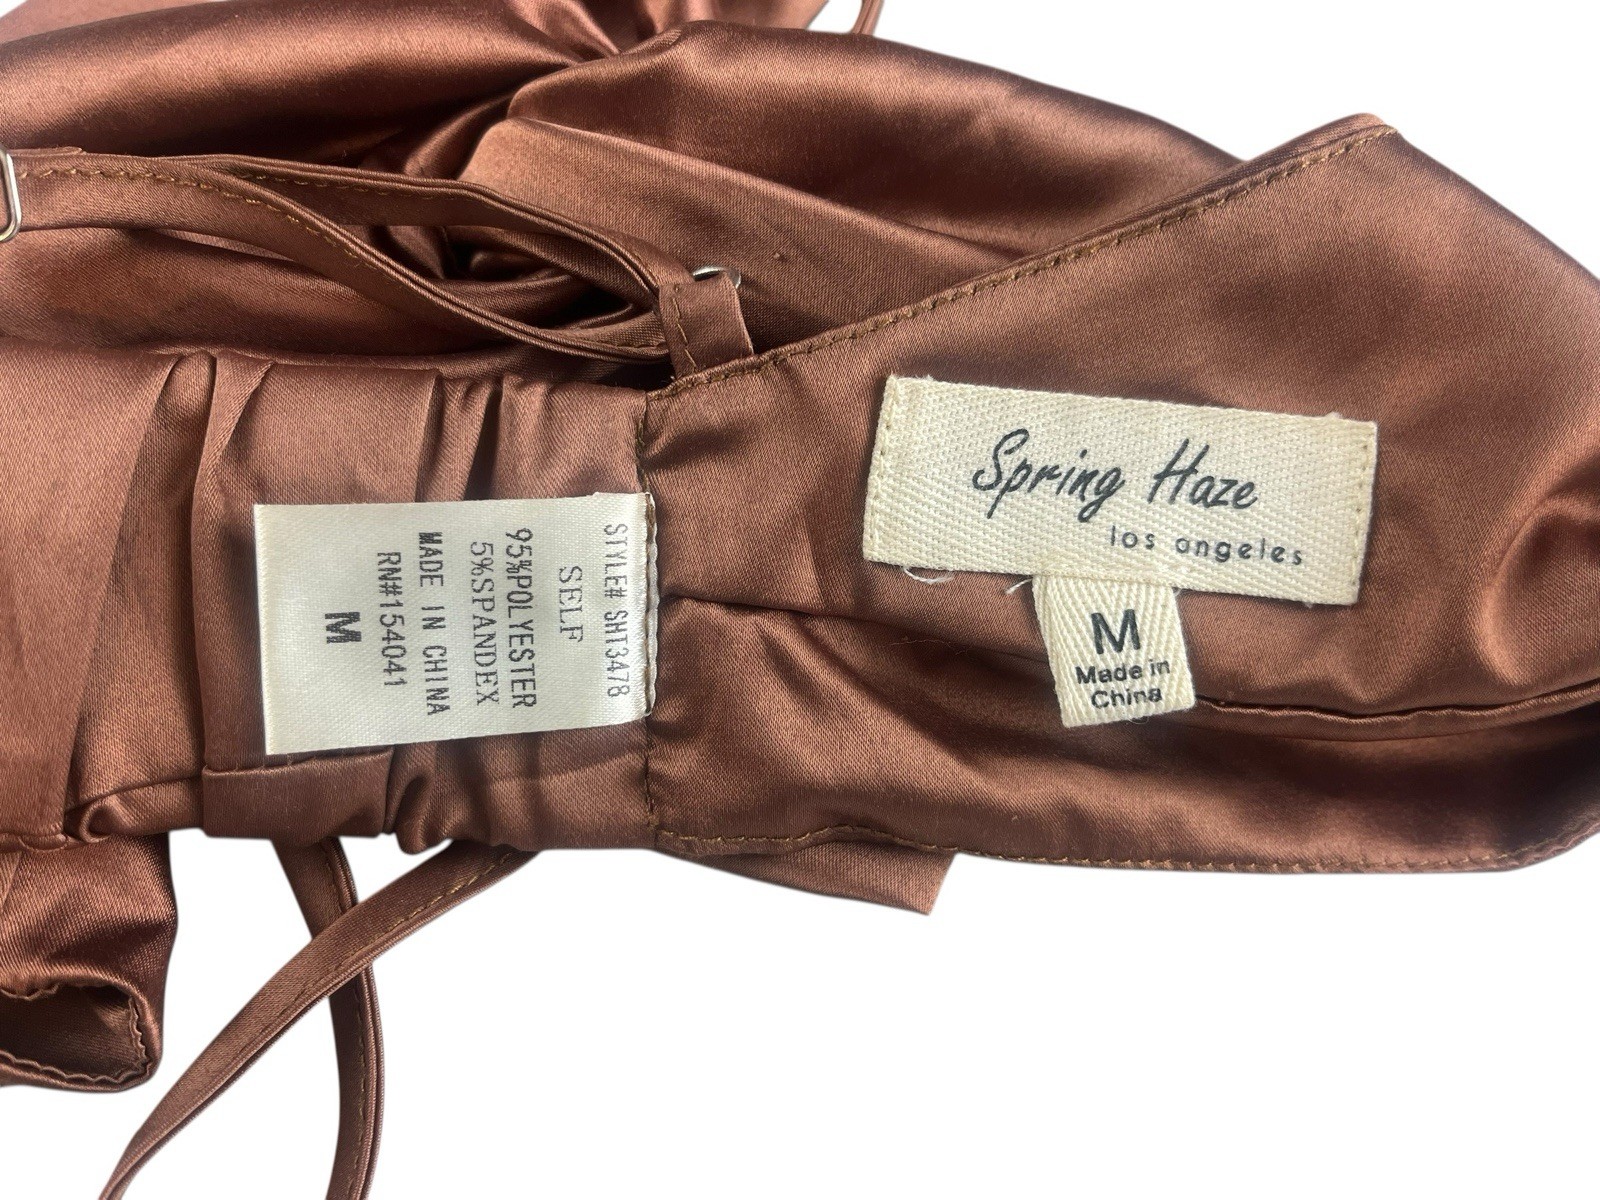 Spring Haze
los angeles
M
Made in
China
STYLE# SHT3478
SELF
95%POLYESTER
5%SPANDEX
MADE IN CHINA
RN#154041
M